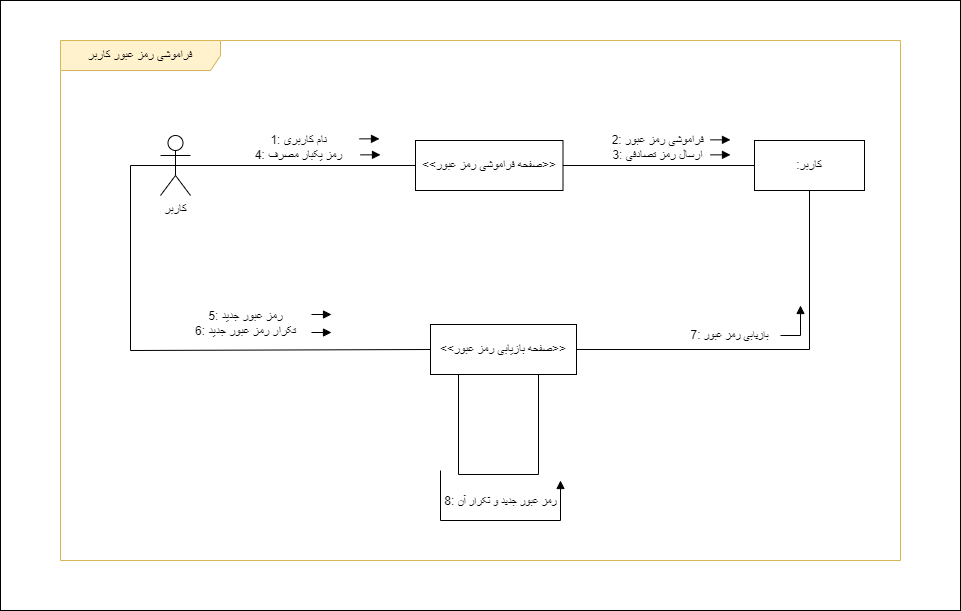 فراموشی رمز عبور کاربر
1: نام کاربری
4: رمز یکبار مصرف
<<صفحه فراموشی رمز عبور>>
2: فراموشی رمز عبور
3: ارسال رمز تصادفی
کاربر:
کاربر
5: رمز عبور جدید
6: تکرار رمز عبور جدید
<<صفحه بازیابی رمز عبور>>
7: بازیابی رمز عبور
8: رمز عبور جدید و تکرار آن